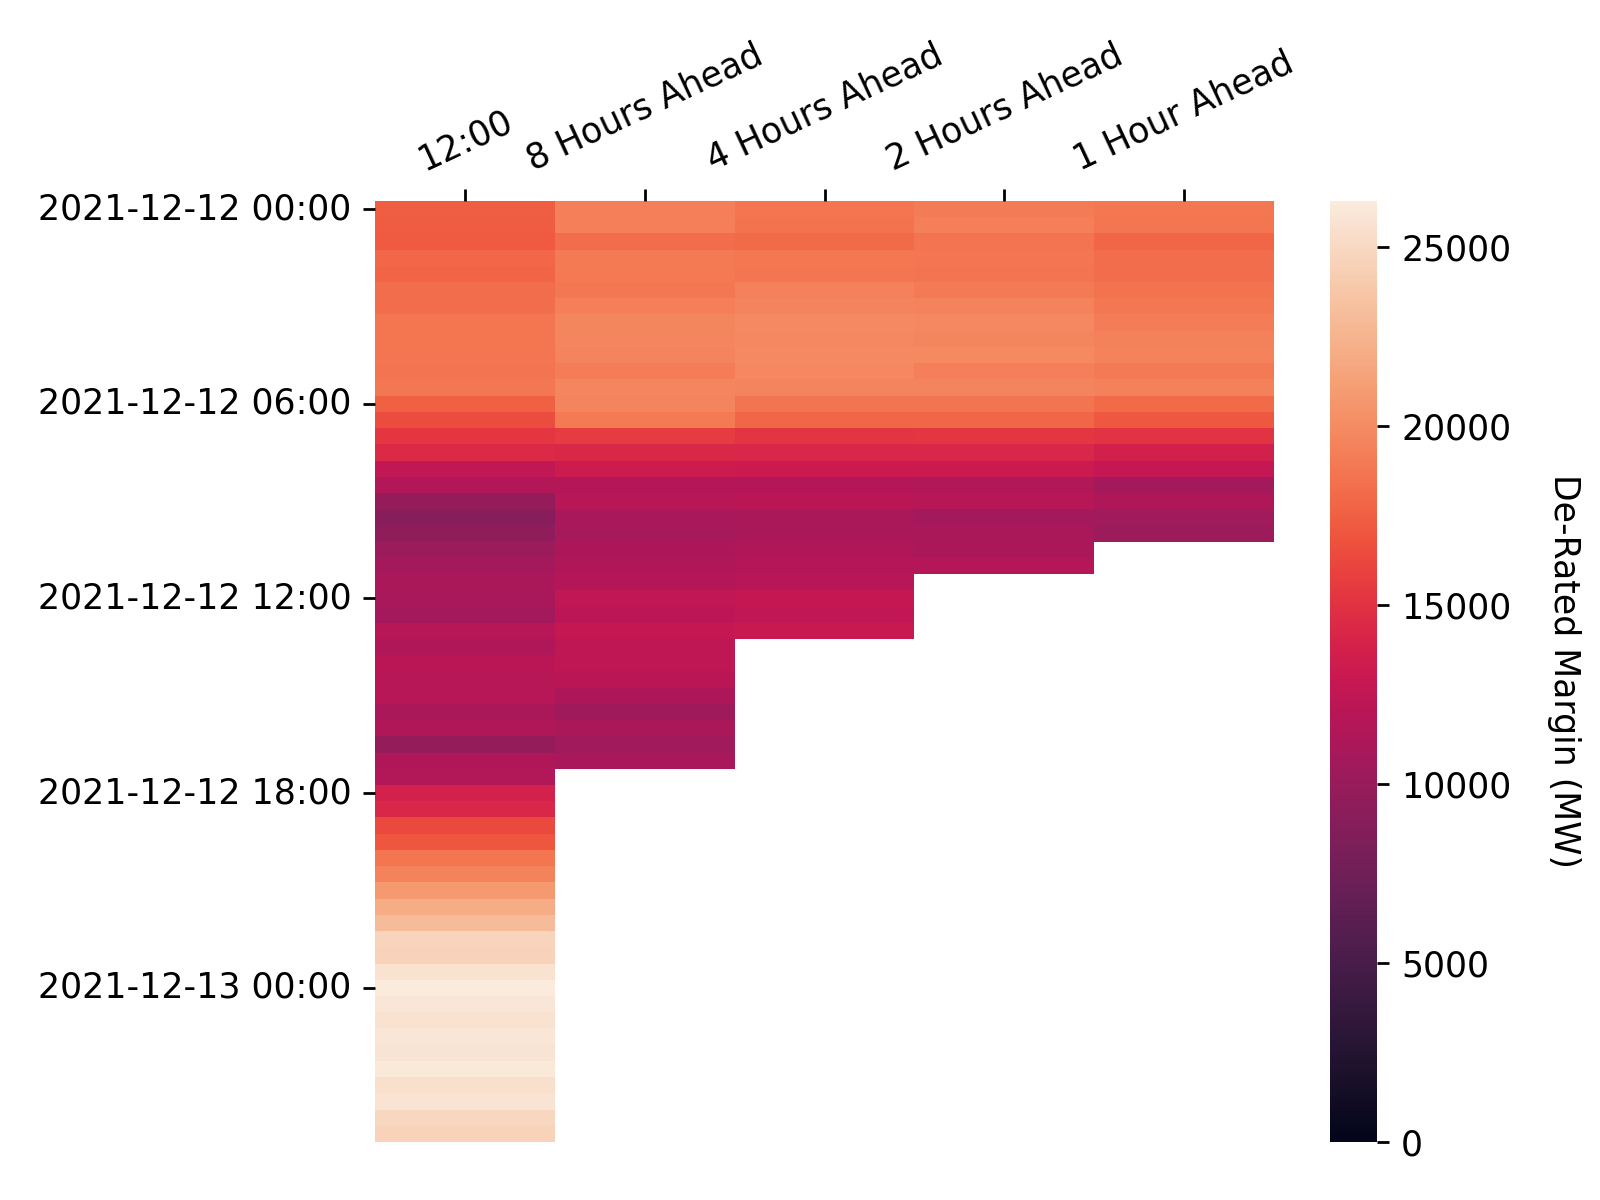 12:00
8 Hours Ahead
4 Hours Ahead
2 Hours Ahead
1 Hour Ahead
2021-12-12 00:00
2021-12-12 06:00
2021-12-12 12:00
2021-12-12 18:00
2021-12-13 00:00
25000
20000
15000
10000
5000
0
De-Rated Margin (MW)